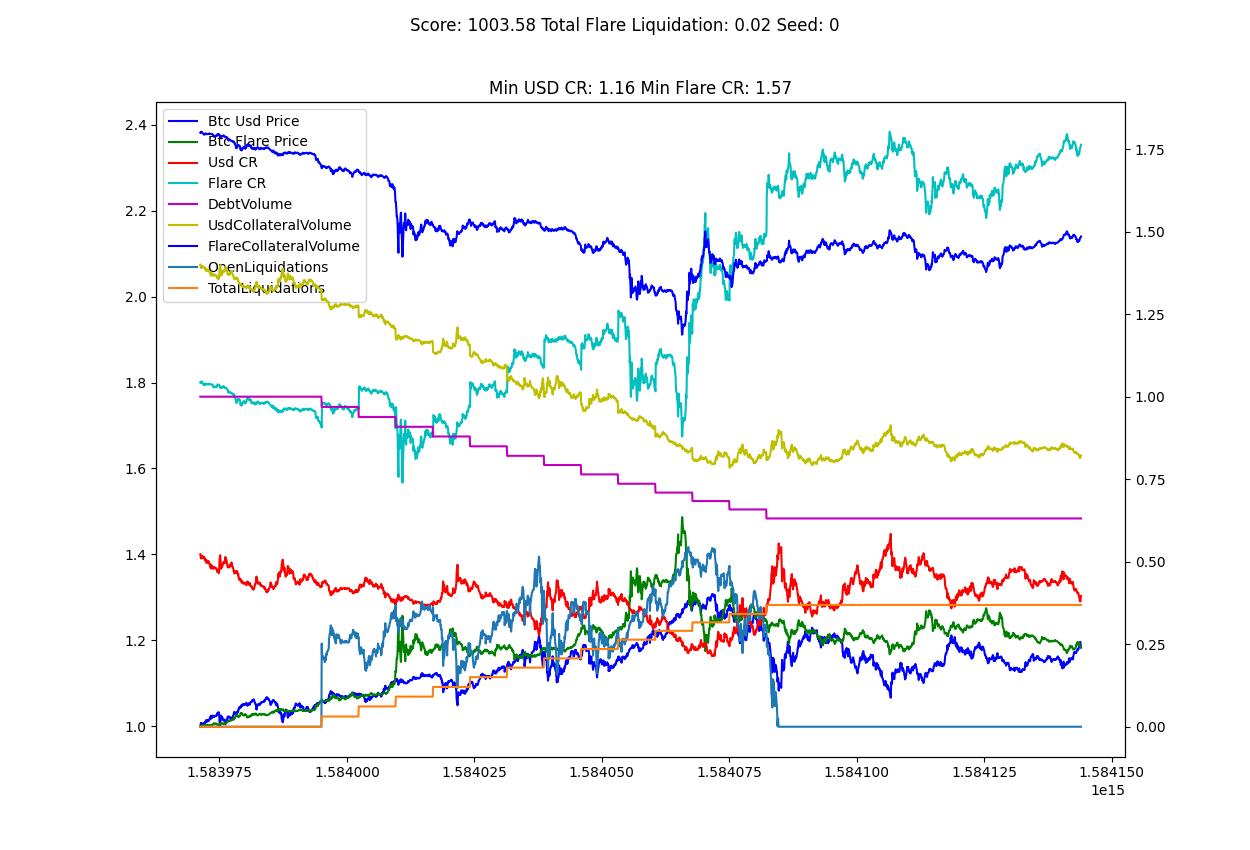 Score: 1003.58 Total Flare Liquidation: 0.02 Seed: 0
Min USD CR: 1.16 Min Flare CR: 1.57
Btc Usd Price
Btc Flare Price
Usd CR
Flare CR
DebtVolume
UsdCollateralVolume
FlareCollateralVolume
OpenLiquidations
TotalLiquidations
2.4
2.2
2.0
1.8
1.6
1.4
1.2
1.0
1.75
1.50
1.25
1.00
0.75
0.50
0.25
0.00
1.583975 1.584000 1.584025 1.584050 1.584075 1.584100 1.584125 1.584150
1e15